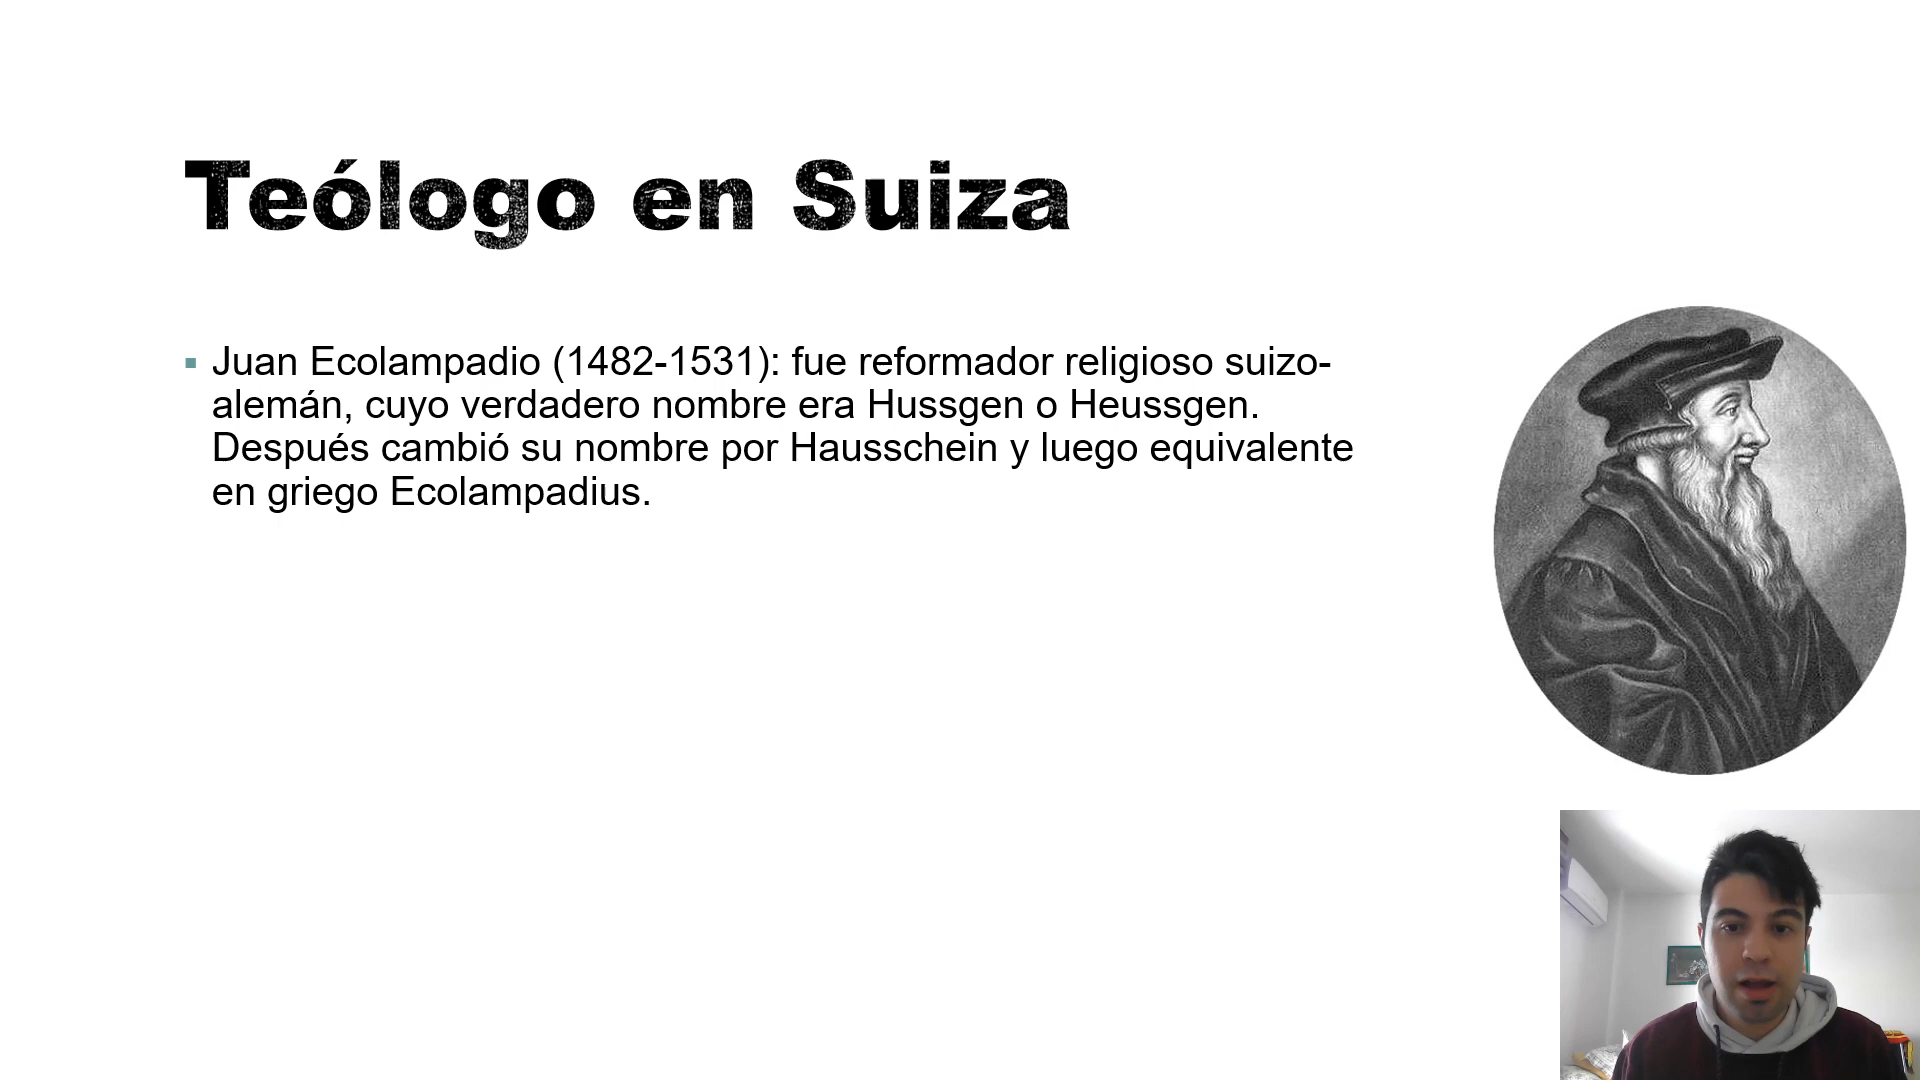 Teólogo en Suiza
Juan Ecolampadio (1482-1531): fue reformador religioso suizo-
alemán, cuyo verdadero nombre era Hussgen o Heussgen.
Después cambió su nombre por Hausschein y luego equivalente
en griego Ecolampadius.